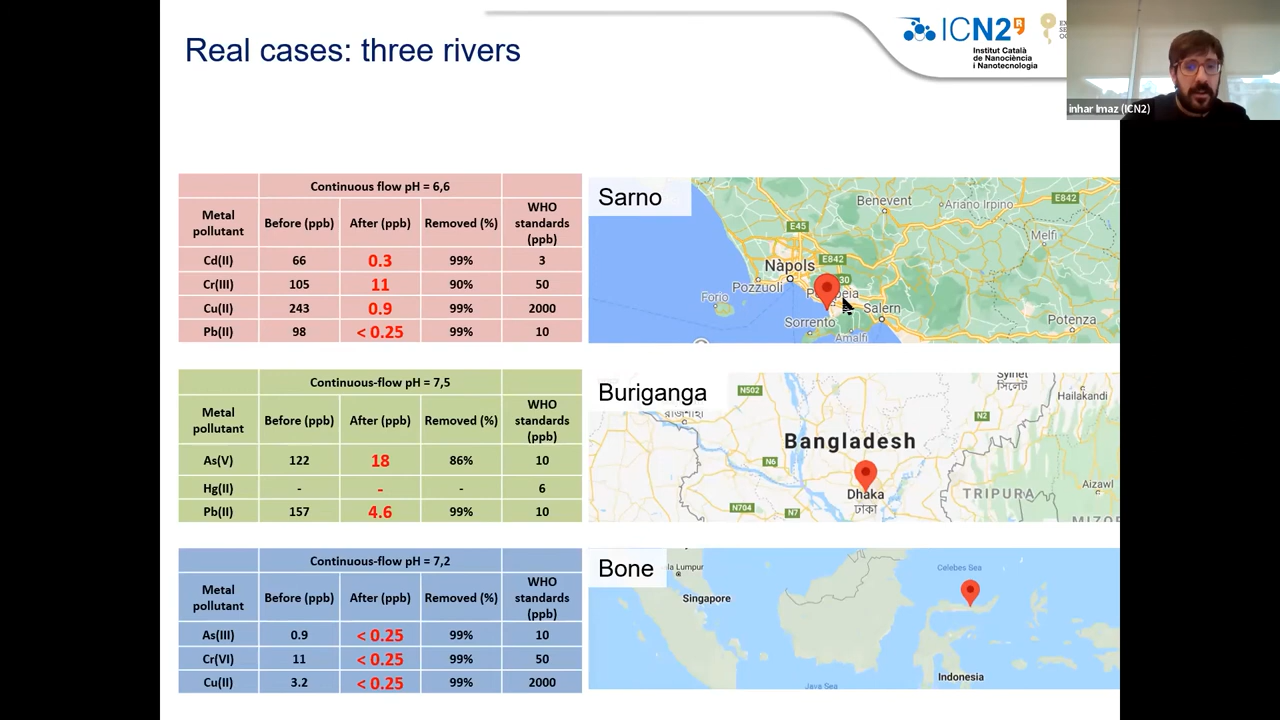 Real cases: three rivers
ICN2
Institut Català
de Nanociència
i Nanotecnologia
inhar Imaz (ICN2)
Continuous flow pH = 6,6
Metal pollutant Before (ppb) After (ppb) Removed (%) WHO standards (ppb)
Cd(II) 66 0.3 99% 3
Cr(III) 105 11 90% 50
Cu(II) 243 0.9 99% 2000
Pb(II) 98 < 0.25 99% 10
Sarno
Benevent
Ariano Irpino
E842
E45
Melfi
Nàpols
E842
30
Pozzuoli
Forio
Salern
Sorrento
Amalfi
Potenza
Continuous-flow pH = 7,5
Metal pollutant Before (ppb) After (ppb) Removed (%) WHO standards (ppb)
As(V) 122 18 86% 10
Hg(II) - - - 6
Pb(II) 157 4.6 99% 10
Buriganga
N502
সিলেট
Hailakandi
N2
Bangladesh
N6
Dhaka
ঢাকা
TRIPURA
Aizawl
N704
N7
MIZO
Continuous-flow pH = 7,2
Metal pollutant Before (ppb) After (ppb) Removed (%) WHO standards (ppb)
As(III) 0.9 < 0.25 99% 10
Cr(VI) 11 < 0.25 99% 50
Cu(II) 3.2 < 0.25 99% 2000
Bone
la Lumpur
Singapore
Celebes Sea
Indonesia
Java Sea